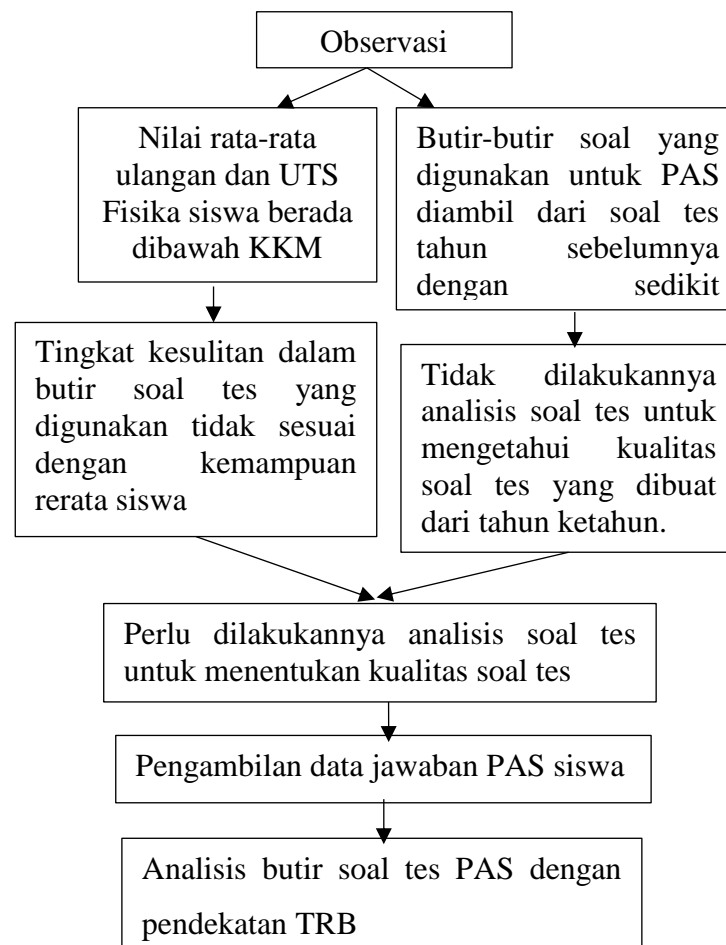 Observasi
Nilai rata-rata
ulangan dan UTS
Fisika siswa berada
dibawah KKM
Butir-butir soal yang
digunakan untuk PAS
diambil dari soal tes
tahun sebelumnya
dengan sedikit
Tingkat kesulitan dalam
butir soal tes yang
digunakan tidak sesuai
dengan kemampuan
rerata siswa
Tidak dilakukannya
analisis soal tes untuk
mengetahui kualitas
soal tes yang dibuat
dari tahun ketahun.
Perlu dilakukannya analisis soal tes
untuk menentukan kualitas soal tes
Pengambilan data jawaban PAS siswa
Analisis butir soal tes PAS dengan
pendekatan TRB